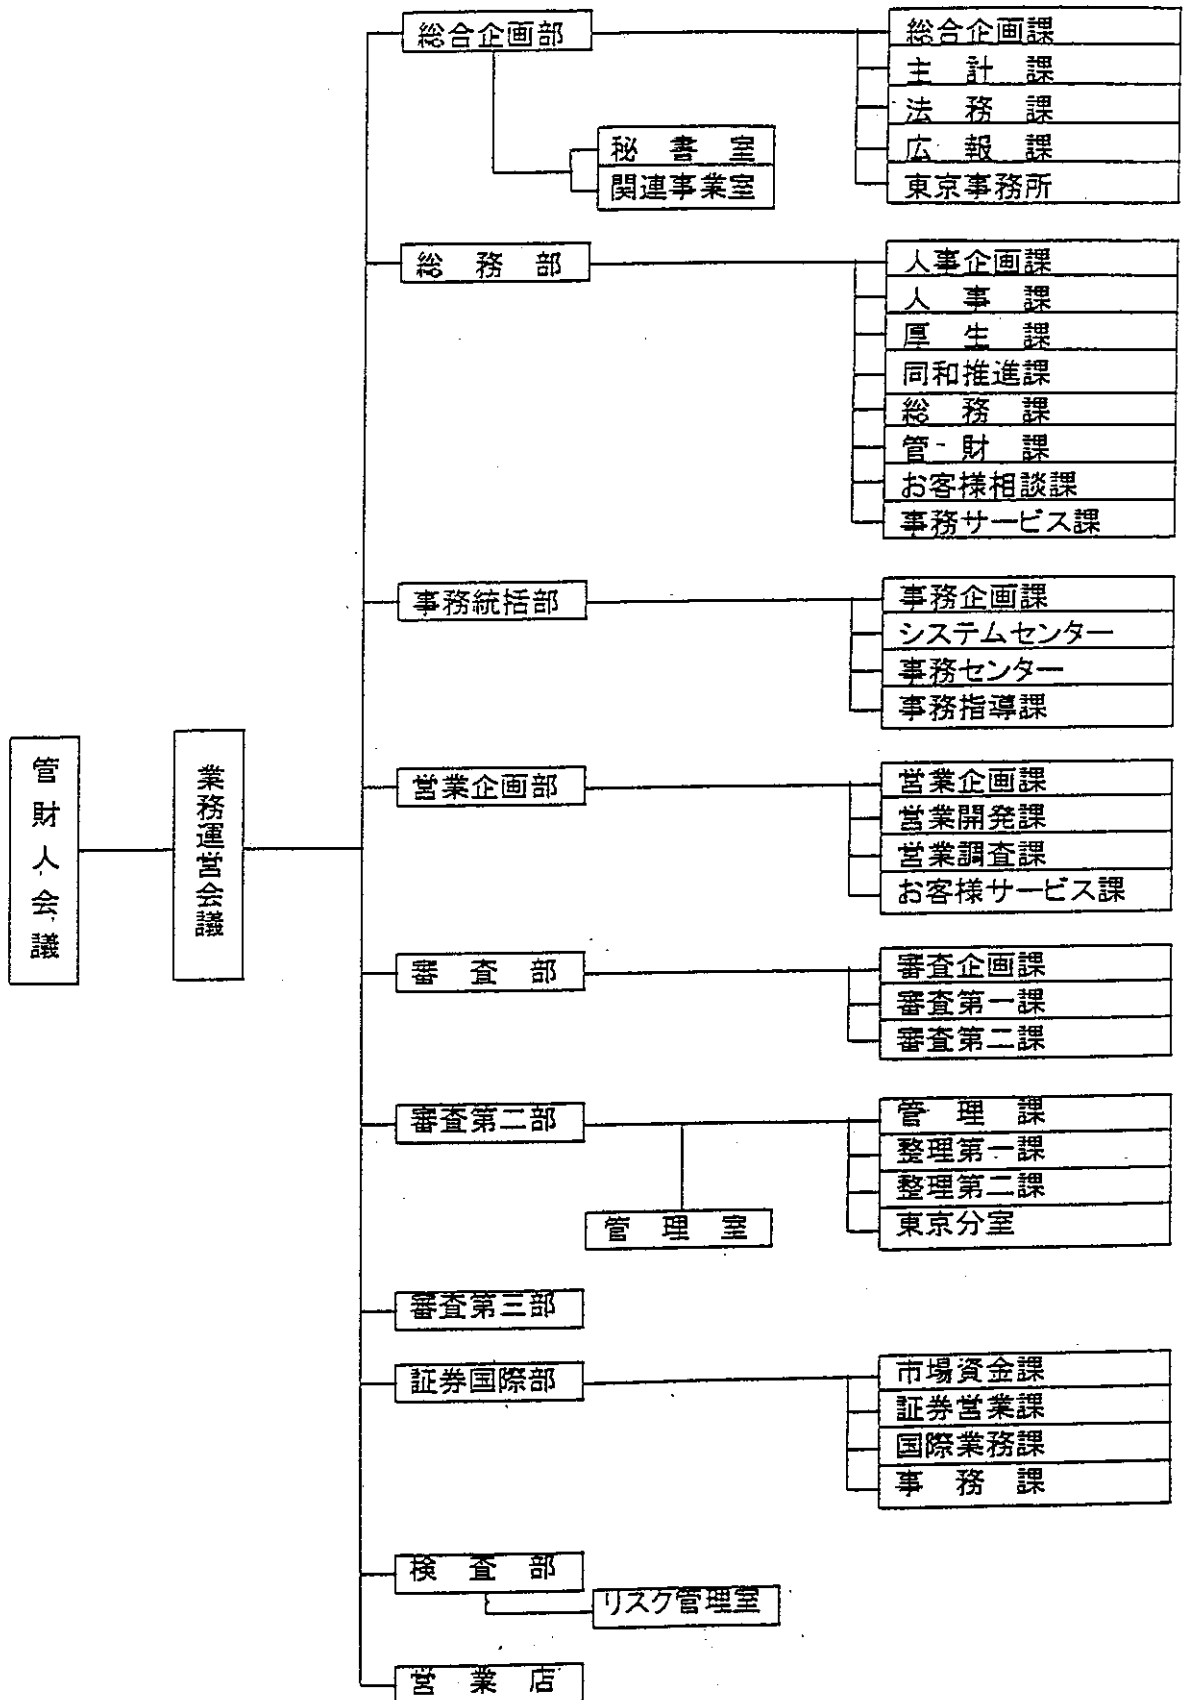 管財人会議
業務運営会議
総合企画部
総合企画課
主計課
法務課
広報課
東京事務所
秘書室
関連事業室
総務部
人事企画課
人事課
厚生課
同和推進課
総務課
管財課
お客様相談課
事務サービス課
事務統括部
事務企画課
システムセンター
事務センター
事務指導課
営業企画部
営業企画課
営業開発課
営業調査課
お客様サービス課
審査部
審査企画課
審査第一課
審査第二課
審査第二部
管理課
整理第一課
整理第二課
東京分室
管理室
審査第三部
証券国際部
市場資金課
証券営業課
国際業務課
事務課
検査部
リスク管理室
営業店